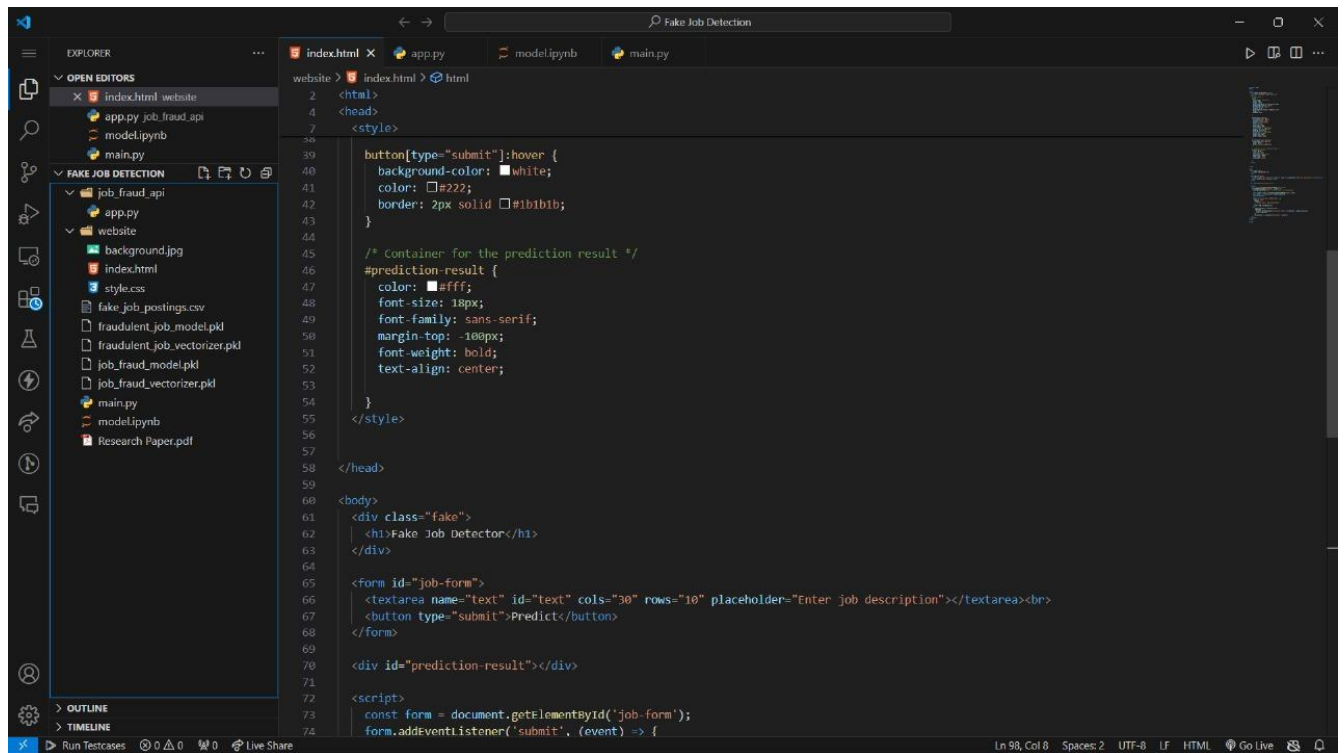 Fake Job Detection
EXPLORER
...
index.html
app.py
model.ipynb
main.py
OPEN EDITORS
index.html website
app.py job_fraud_api
model.ipynb
main.py
FAKE JOB DETECTION
job_fraud_api
app.py
website
background.jpg
index.html
style.css
fake_job_postings.csv
fraudulent_job_model.pkl
fraudulent_job_vectorizer.pkl
job_fraud_model.pkl
job_fraud_vectorizer.pkl
main.py
model.ipynb
Research Paper.pdf
OUTLINE
TIMELINE
website > index.html > html
2 <html>
4 <head>
7 <style>
38
39 button[type="submit"]:hover {
40 background-color: white;
41 color: #222;
42 border: 2px solid #1b1b1b;
43 }
44
45 /* Container for the prediction result */
46 #prediction-result {
47 color: #fff;
48 font-size: 18px;
49 font-family: sans-serif;
50 margin-top: -100px;
51 font-weight: bold;
52 text-align: center;
53
54 }
55 </style>
56
57
58 </head>
59
60 <body>
61 <div class="fake">
62 <h1>Fake Job Detector</h1>
63 </div>
64
65 <form id="job-form">
66 <textarea name="text" id="text" cols="30" rows="10" placeholder="Enter job description"></textarea><br>
67 <button type="submit">Predict</button>
68 </form>
69
70 <div id="prediction-result"></div>
71
72 <script>
73 const form = document.getElementById('job-form');
74 form.addEventListener('submit', (event) => {
Run Testcases 0 0 0 Live Share
Ln 98, Col 8 Spaces: 2 UTF-8 LF HTML Go Live